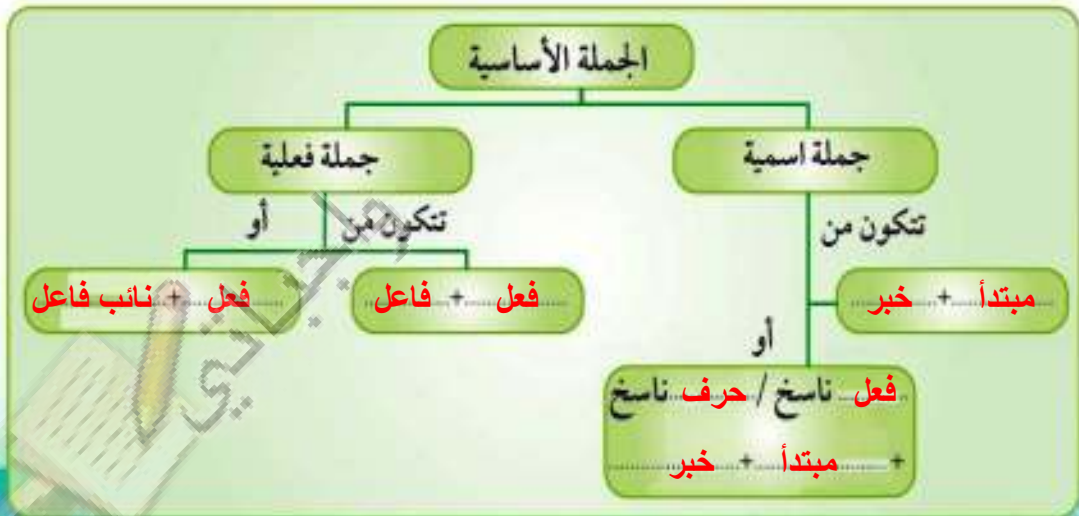 الجملة الأساسية
جملة اسمية
جملة فعلية
تتكون من
تتكون من
أو
مبتدأ + خبر
فعل + فاعل
فعل + نائب فاعل
أو
فعل ناسخ / حرف ناسخ
+ مبتدأ + خبر
واجباتي